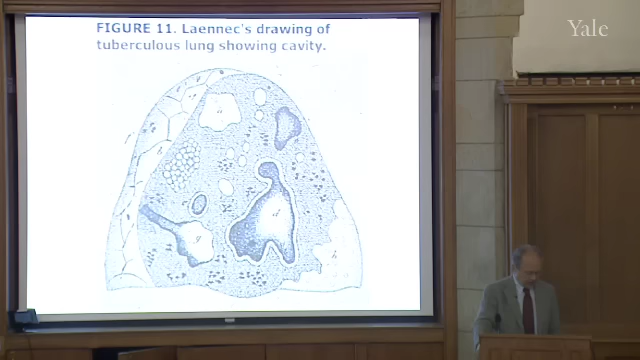 FIGURE 11. Laennec's drawing of
tuberculous lung showing cavity.
Yale